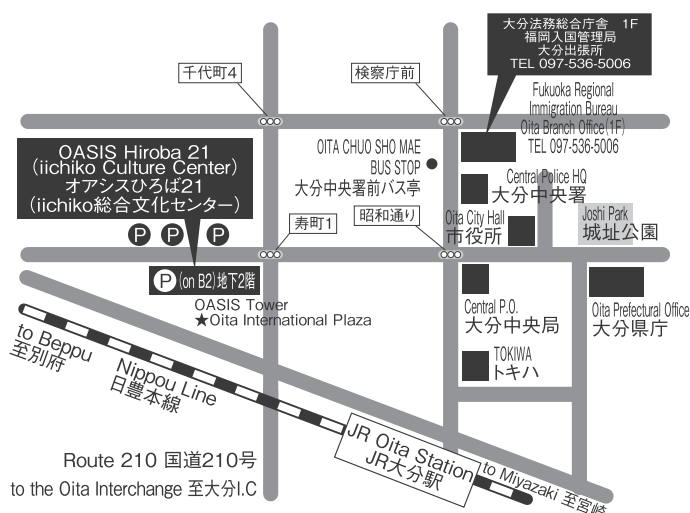 大分法務総合庁舎　1F
福岡入国管理局
大分出張所
TEL 097-536-5006
千代町4
検察庁前
Fukuoka Regional
Immigration Bureau
Oita Branch Office(1F)
TEL 097-536-5006
OASIS Hiroba 21
(iichiko Culture Center)
オアシスひろば21
(iichiko総合文化センター)
OITA CHUO SHO MAE
BUS STOP
大分中央署前バス亭
Central Police HQ
大分中央署
寿町1
昭和通り
Oita City Hall
市役所
Joshi Park
城址公園
P P P
P (on B2)地下2階
OASIS Tower
★Oita International Plaza
Central P.O.
大分中央局
Oita Prefectural Office
大分県庁
to Beppu
至別府
Nippou Line
日豊本線
TOKIWA
トキハ
JR Oita Station
JR大分駅
Route 210 国道210号
to the Oita Interchange 至大分I.C
to Miyazaki 至宮崎